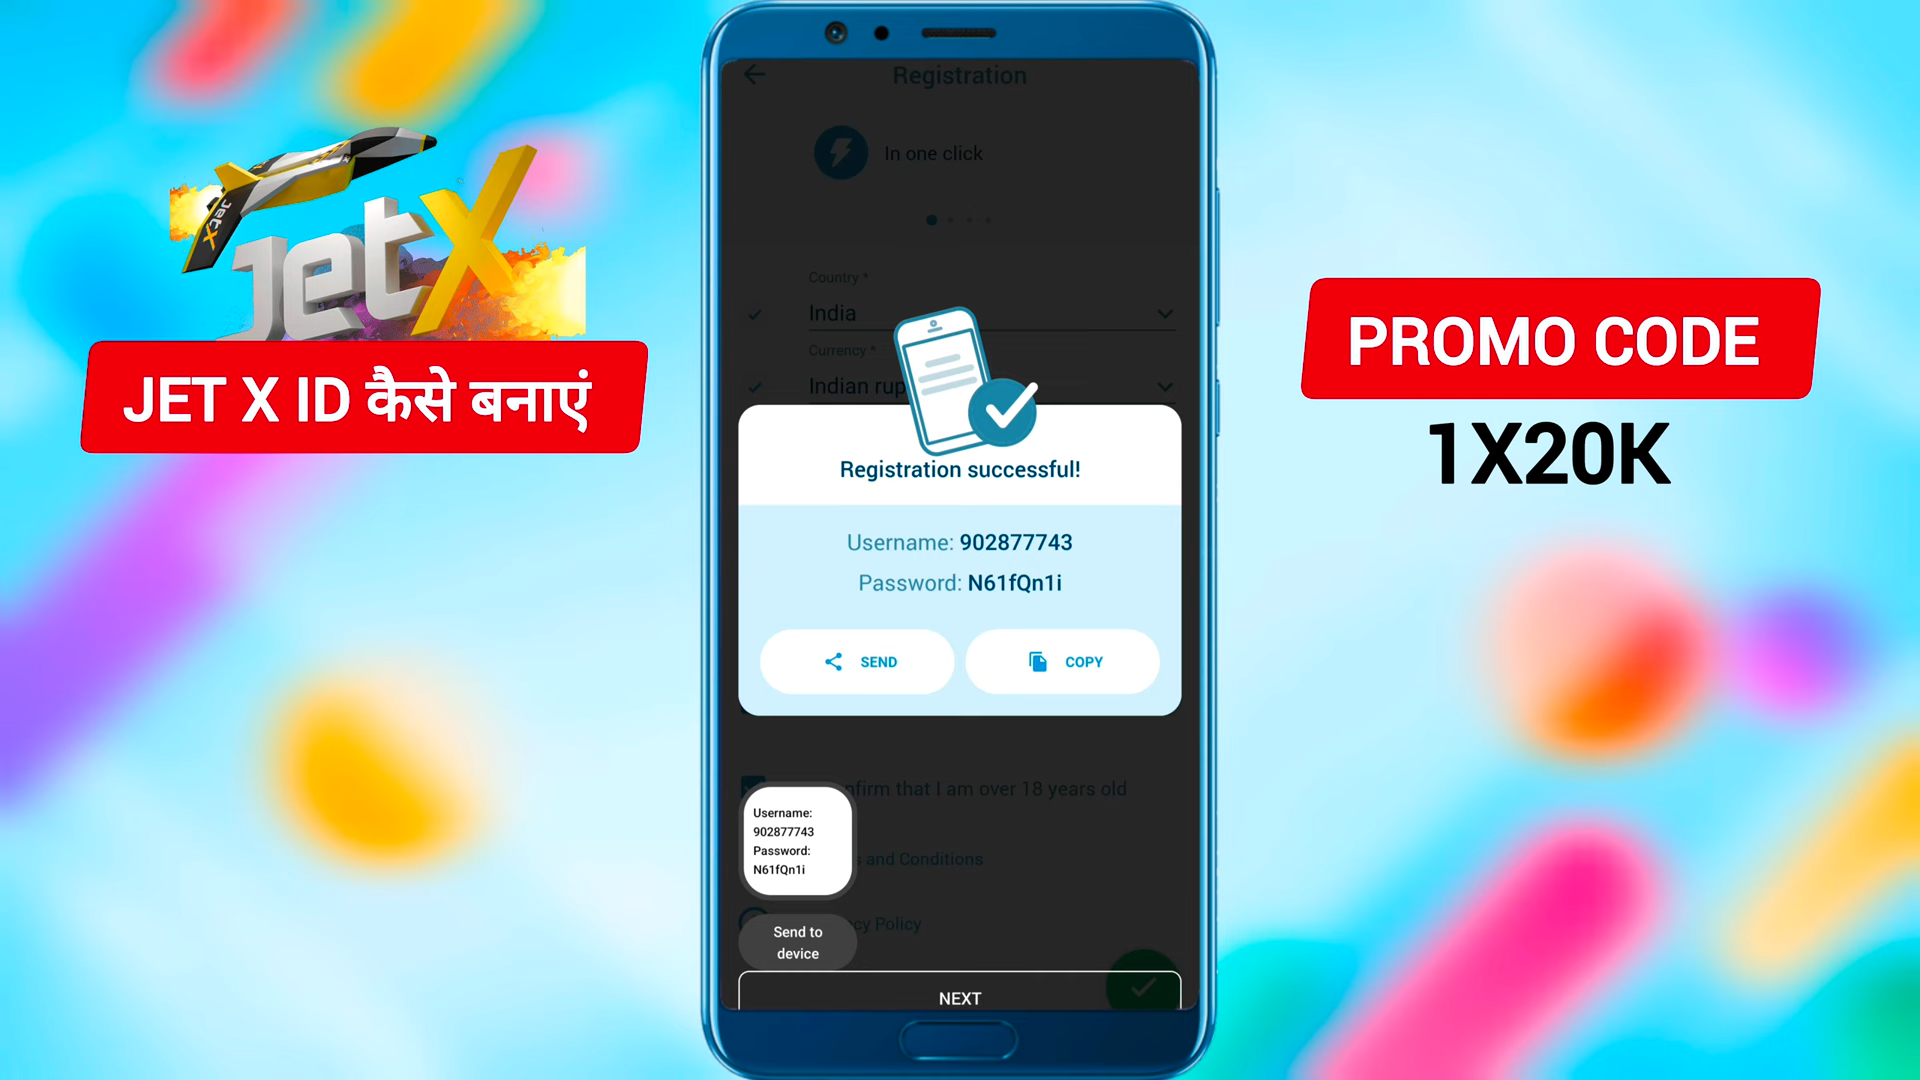 JetX
JetX
JET X ID कैसे बनाएं
Registration
In one click
Country *
India
Currency *
Indian rup
Registration successful!
Username: 902877743
Password: N61fQn1i
SEND
COPY
nfirm that I am over 18 years old
Username:
902877743
Password:
N61fQn1i
s and Conditions
cy Policy
Send to
device
NEXT
PROMO CODE
1X20K